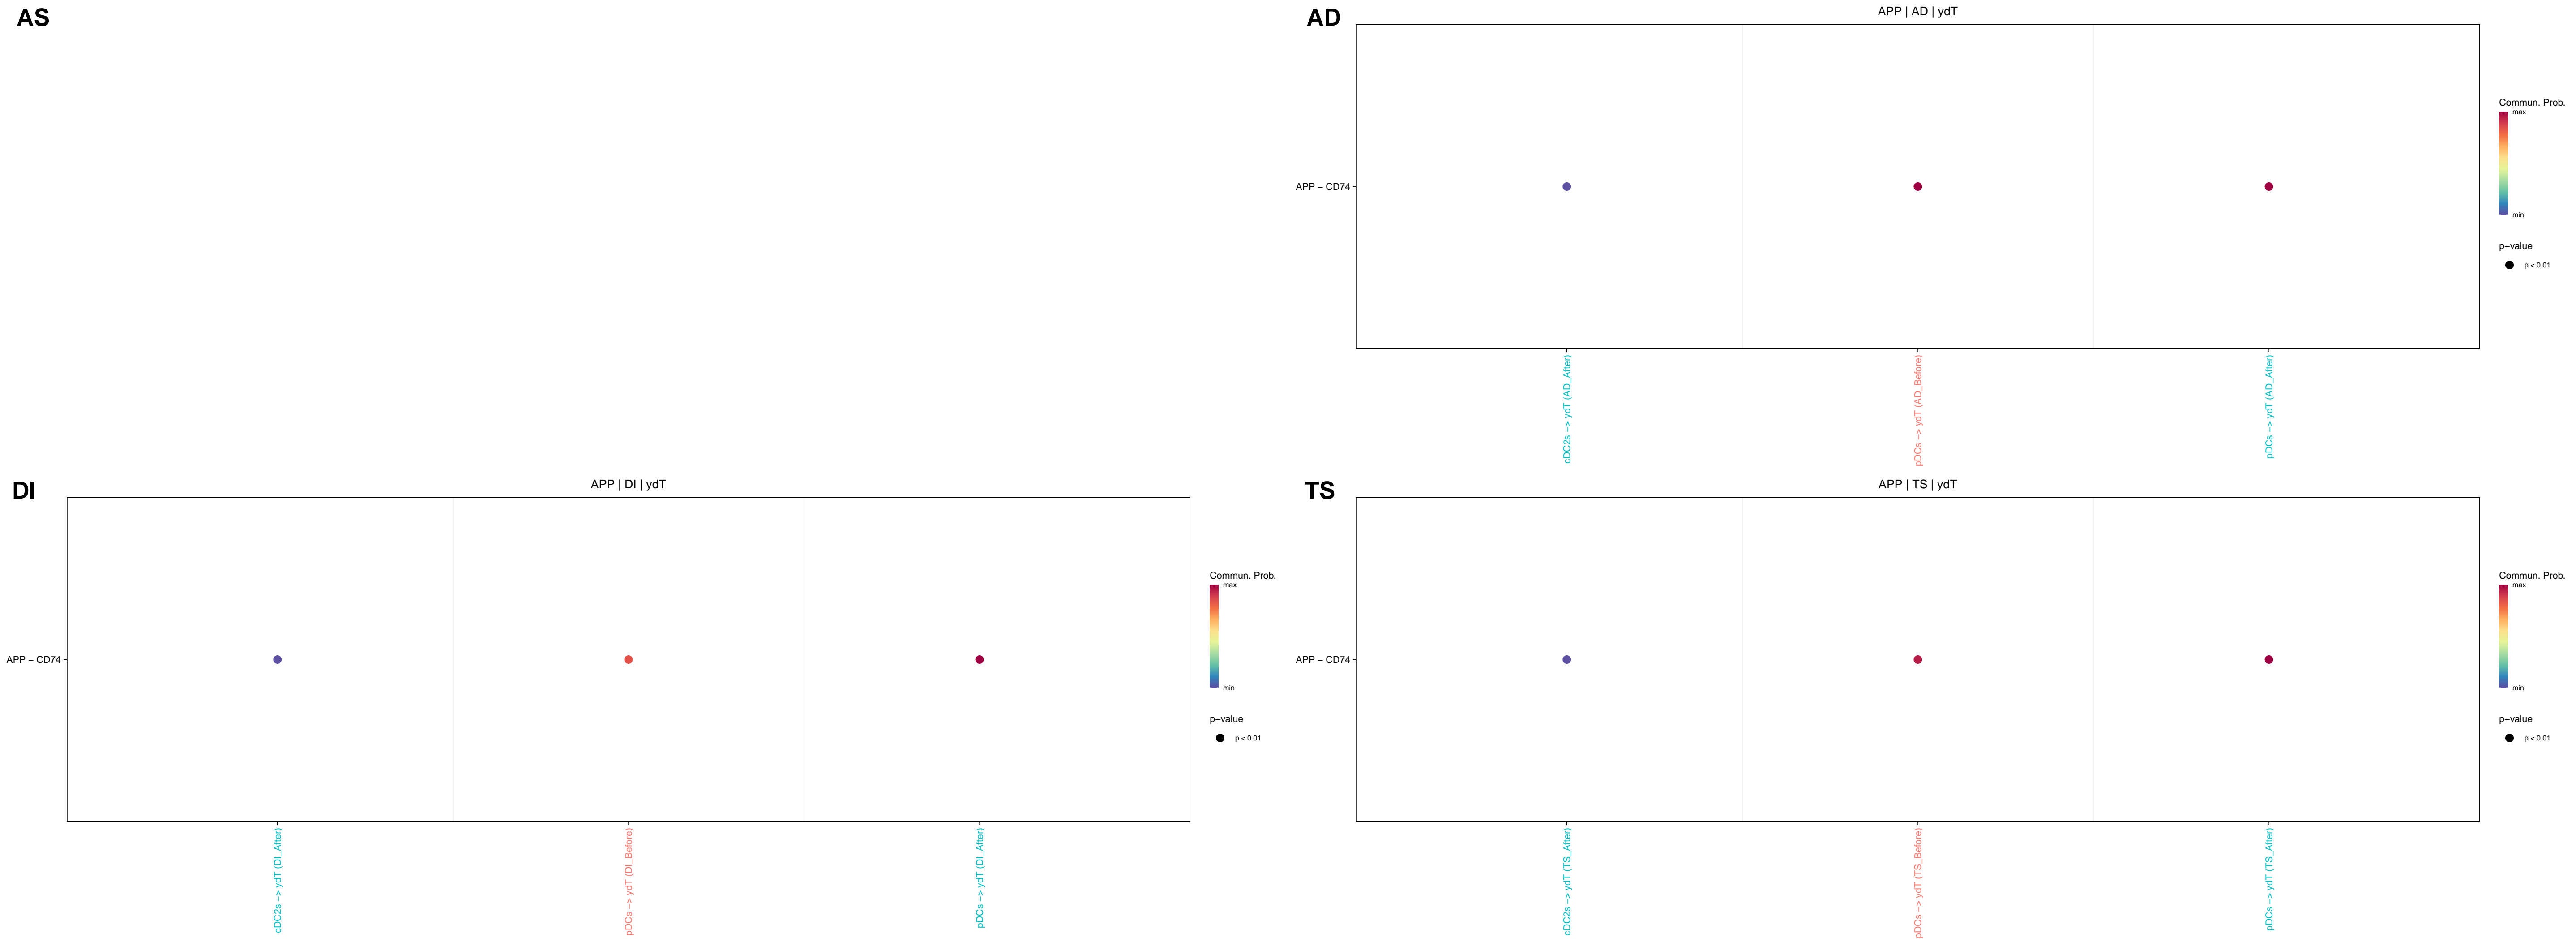 AS
AD
APP | AD | ydT
APP − CD74
cDC2s −> ydT (AD_After)
pDCs −> ydT (AD_Before)
pDCs −> ydT (AD_After)
Commun. Prob.
max
min
p−value
p < 0.01
DI
APP | DI | ydT
APP − CD74
cDC2s −> ydT (DI_After)
pDCs −> ydT (DI_Before)
pDCs −> ydT (DI_After)
Commun. Prob.
max
min
p−value
p < 0.01
TS
APP | TS | ydT
APP − CD74
cDC2s −> ydT (TS_After)
pDCs −> ydT (TS_Before)
pDCs −> ydT (TS_After)
Commun. Prob.
max
min
p−value
p < 0.01